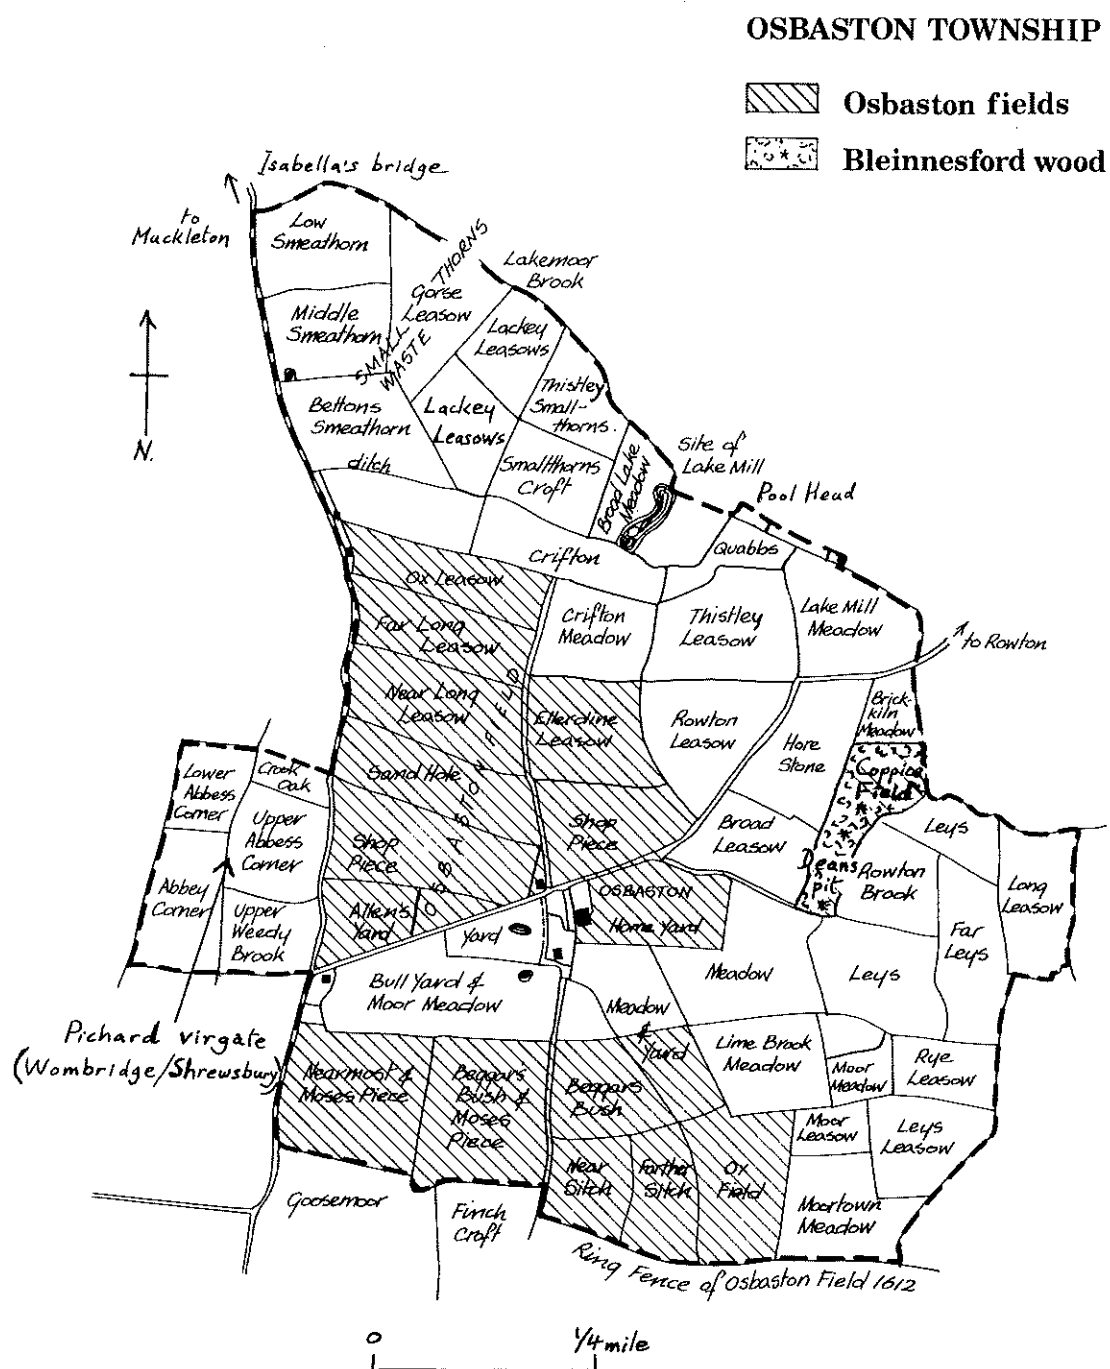 OSBASTON TOWNSHIP
Osbaston fields
Bleinnesford wood
Isabella's bridge
to
Muckleton
Low
Smeathorn
SMALL THORNS
WASTE
Gorse
Leasow
Lakemoor
Brook
Middle
Smeathorn
Lackey
Leasows
Thistley
Small-
thorns.
Bettons
Smeathorn
ditch
Lackey
Leasows
Smallthorns
Croft
Broad Lake
Meadow
Site of
Lake Mill
Pool Head
N.
Crifton
Quabbs
Ox Leasow
Far Long
Leasow
Crifton
Meadow
Thistley
Leasow
Lake Mill
Meadow
to Rowton
Near Long
Leasow
OSBASTON FIELD
Ellerdine
Leasow
Rowton
Leasow
Hore
Stone
Brick-
kiln
Meadow
Coppice
Field
Lower
Abbess
Corner
Crook
Oak
Sand Hole
Upper
Abbess
Corner
Shop
Piece
Shop
Piece
Broad
Leasow
Leys
Deans
pit
Rowton
Brook
Long
Leasow
Abbey
Corner
Upper
Weedy
Brook
Allen's
Yard
OSBASTON
Home Yard
Yard
Far
Leys
Bull Yard &
Moor Meadow
Meadow
Leys
Meadow
&
Yard
Pichard virgate
(Wombridge/Shrewsbury)
Nearmost &
Moses Piece
Beggars
Bush &
Moses
Piece
Beggars
Bush
Lime Brook
Meadow
Moor
Meadow
Rye
Leasow
Moor
Leasow
Leys
Leasow
Near
Sitch
Farther
Sitch
Ox
Field
Moortown
Meadow
Goosemoor
Finch
Croft
Ring Fence of Osbaston Field 1612
0 1/4 mile